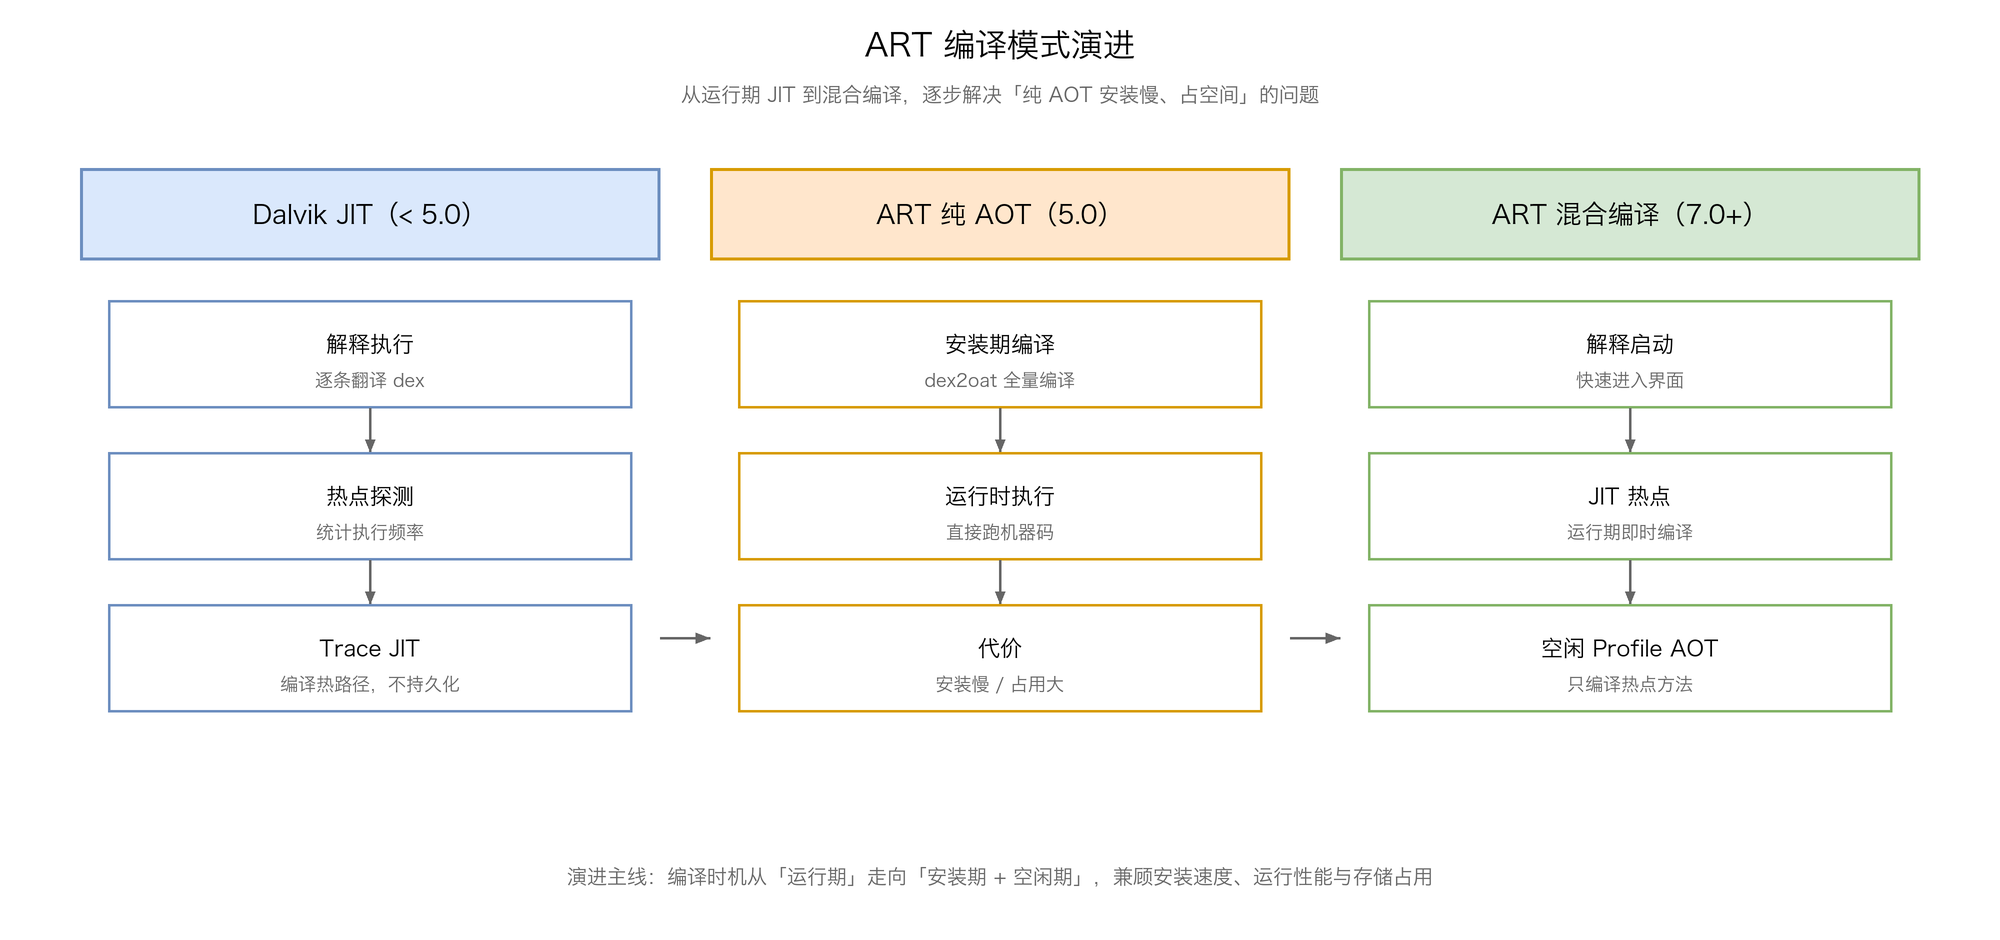 ART 编译模式演进
从运行期 JIT 到混合编译，逐步解决「纯 AOT 安装慢、占空间」的问题
Dalvik JIT（< 5.0）
解释执行
逐条翻译 dex
热点探测
统计执行频率
Trace JIT
编译热路径，不持久化
ART 纯 AOT（5.0）
安装期编译
dex2oat 全量编译
运行时执行
直接跑机器码
代价
安装慢 / 占用大
ART 混合编译（7.0+）
解释启动
快速进入界面
JIT 热点
运行期即时编译
空闲 Profile AOT
只编译热点方法
演进主线：编译时机从「运行期」走向「安装期 + 空闲期」，兼顾安装速度、运行性能与存储占用